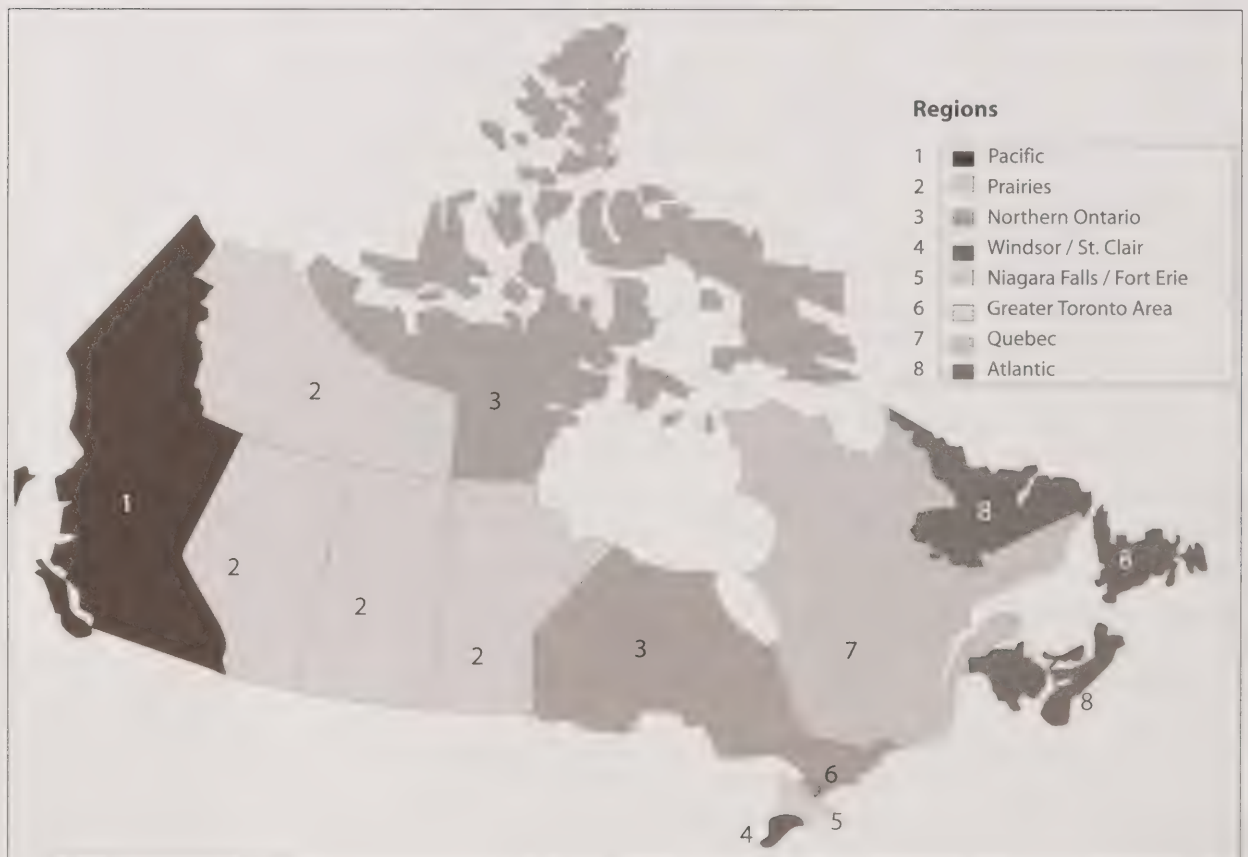 Regions
1 Pacific
2 Prairies
3 Northern Ontario
4 Windsor / St. Clair
5 Niagara Falls / Fort Erie
6 Greater Toronto Area
7 Quebec
8 Atlantic
2
3
1
8
8
2
2
2
3
7
8
6
4
5